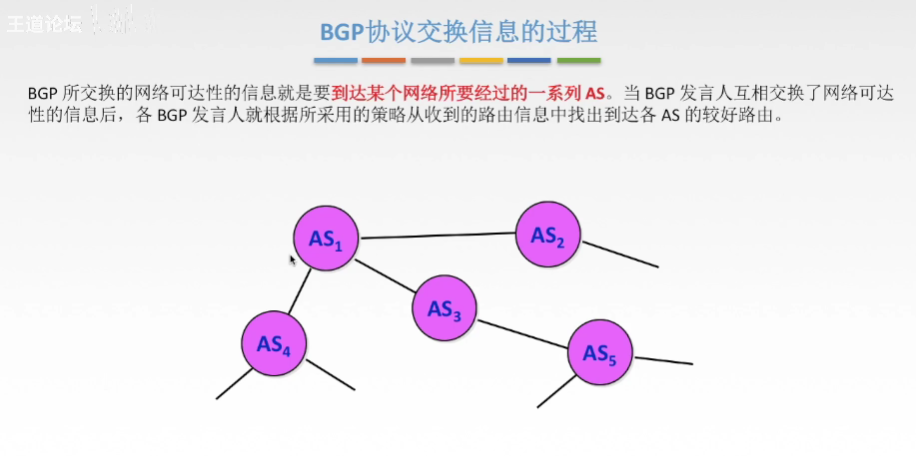 王道论坛
BGP协议交换信息的过程
BGP 所交换的网络可达性的信息就是要到达某个网络所要经过的一系列 AS。当 BGP 发言人互相交换了网络可达
性的信息后，各 BGP 发言人就根据所采用的策略从收到的路由信息中找出到达各 AS 的较好路由。
AS1
AS2
AS3
AS4
AS5